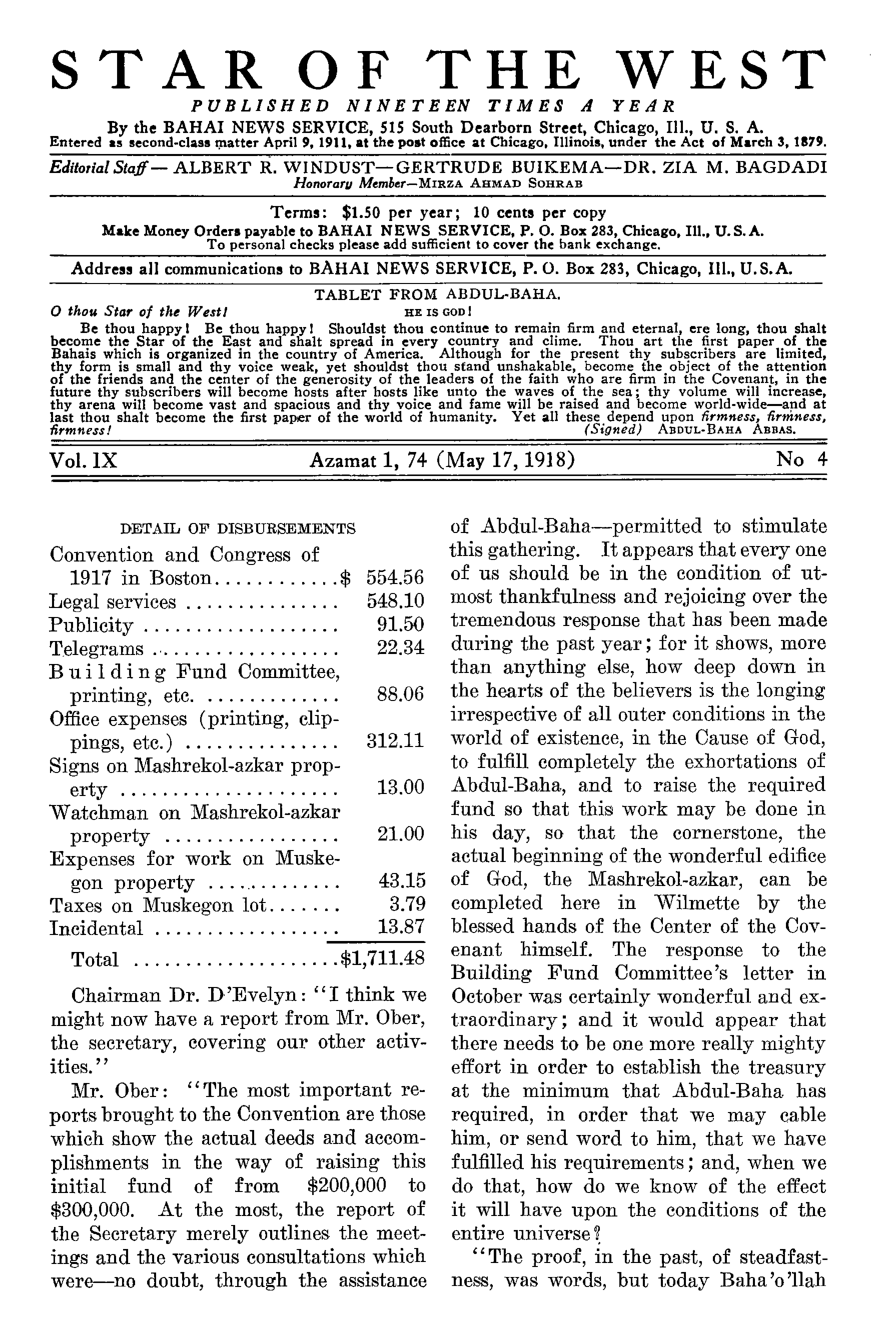 STAR OF THE WEST
PUBLISHED NINETEEN TIMES A YEAR
By the BAHAI NEWS SERVICE, 515 South Dearborn Street, Chicago, Ill., U. S. A.
Entered as second-class matter April 9, 1911, at the post office at Chicago, Illinois, under the Act of March 3, 1879.
Editorial Staff— ALBERT R. WINDUST—GERTRUDE BUIKEMA—DR. ZIA M. BAGDADI
Honorary Member—MIRZA AHMAD SOHRAB
Terms: $1.50 per year; 10 cents per copy
Make Money Orders payable to BAHAI NEWS SERVICE, P. O. Box 283, Chicago, Ill., U. S. A.
To personal checks please add sufficient to cover the bank exchange.
Address all communications to BAHAI NEWS SERVICE, P. O. Box 283, Chicago, Ill., U. S. A.
TABLET FROM ABDUL-BAHA.
O thou Star of the West! HE IS GOD!
Be thou happy! Be thou happy! Shouldst thou continue to remain firm and eternal, ere long, thou shalt
become the Star of the East and shalt spread in every country and clime. Thou art the first paper of the
Bahais which is organized in the country of America. Although for the present thy subscribers are limited,
thy form is small and thy voice weak, yet shouldst thou stand unshakable, become the object of the attention
of the friends and the center of the generosity of the leaders of the faith who are firm in the Covenant, in the
future thy subscribers will become hosts after hosts like unto the waves of the sea; thy volume will increase,
thy arena will become vast and spacious and thy voice and fame will be raised and become world-wide—and at
last thou shalt become the first paper of the world of humanity. Yet all these depend upon firmness, firmness,
firmness! (Signed) ABDUL-BAHA ABBAS.
Vol. IX Azamat 1, 74 (May 17, 1918) No 4
DETAIL OF DISBURSEMENTS
Convention and Congress of
1917 in Boston............$ 554.56
Legal services ............... 548.10
Publicity ................... 91.50
Telegrams .................. 22.34
Building Fund Committee,
printing, etc. ............. 88.06
Office expenses (printing, clip-
pings, etc.) ............... 312.11
Signs on Mashrekol-azkar prop-
erty ..................... 13.00
Watchman on Mashrekol-azkar
property ................. 21.00
Expenses for work on Muske-
gon property ............. 43.15
Taxes on Muskegon lot....... 3.79
Incidental .................. 13.87
Total ....................$1,711.48
Chairman Dr. D'Evelyn: "I think we
might now have a report from Mr. Ober,
the secretary, covering our other activ-
ities."
Mr. Ober: "The most important re-
ports brought to the Convention are those
which show the actual deeds and accom-
plishments in the way of raising this
initial fund of from $200,000 to
$300,000. At the most, the report of
the Secretary merely outlines the meet-
ings and the various consultations which
were—no doubt, through the assistance
of Abdul-Baha—permitted to stimulate
this gathering. It appears that every one
of us should be in the condition of ut-
most thankfulness and rejoicing over the
tremendous response that has been made
during the past year; for it shows, more
than anything else, how deep down in
the hearts of the believers is the longing
irrespective of all outer conditions in the
world of existence, in the Cause of God,
to fulfill completely the exhortations of
Abdul-Baha, and to raise the required
fund so that this work may be done in
his day, so that the cornerstone, the
actual beginning of the wonderful edifice
of God, the Mashrekol-azkar, can be
completed here in Wilmette by the
blessed hands of the Center of the Cov-
enant himself. The response to the
Building Fund Committee's letter in
October was certainly wonderful and ex-
traordinary; and it would appear that
there needs to be one more really mighty
effort in order to establish the treasury
at the minimum that Abdul-Baha has
required, in order that we may cable
him, or send word to him, that we have
fulfilled his requirements; and, when we
do that, how do we know of the effect
it will have upon the conditions of the
entire universe?
"The proof, in the past, of steadfast-
ness, was words, but today Baha'o'llah